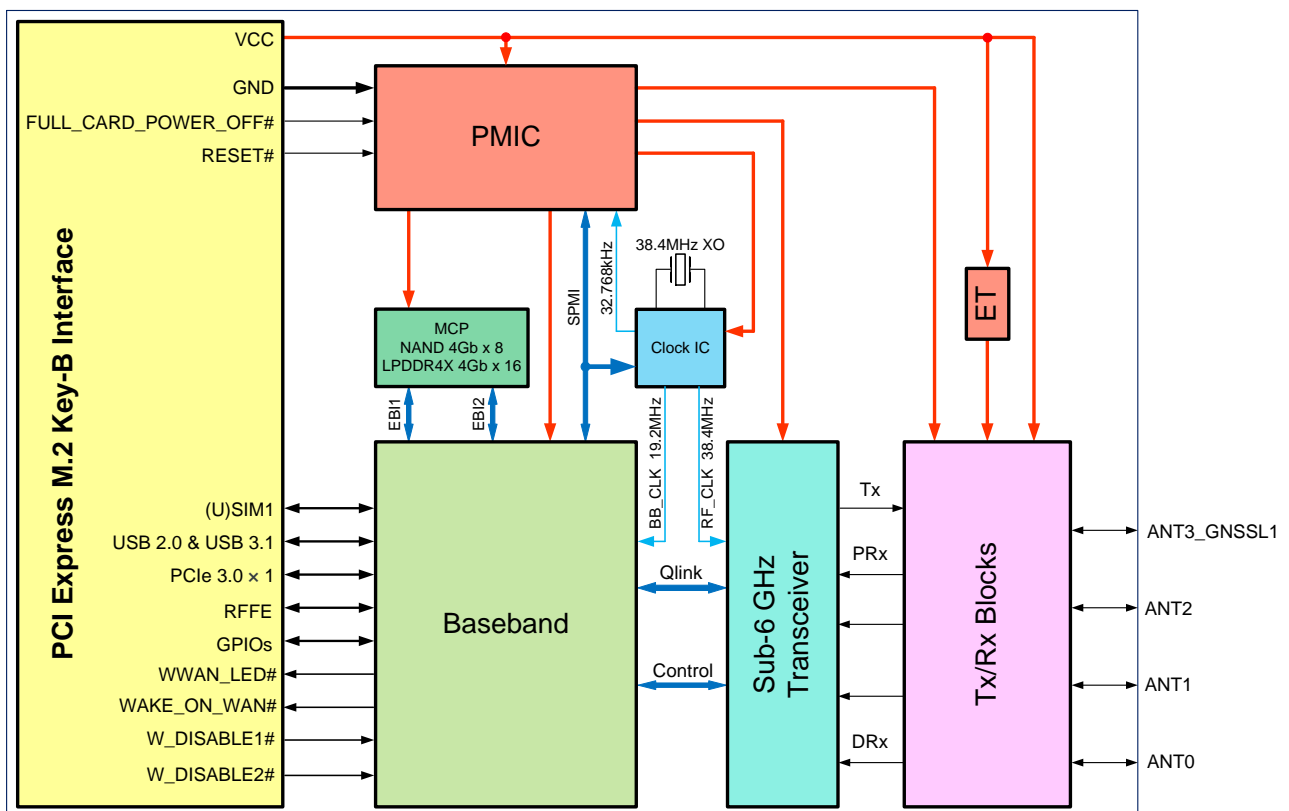 PCI Express M.2 Key-B Interface
VCC
GND
FULL_CARD_POWER_OFF#
RESET#
(U)SIM1
USB 2.0 & USB 3.1
PCIe 3.0 × 1
RFFE
GPIOs
WWAN_LED#
WAKE_ON_WAN#
W_DISABLE1#
W_DISABLE2#
PMIC
MCP
NAND 4Gb x 8
LPDDR4X 4Gb x 16
EBI1
EBI2
SPMI
32.768kHz
38.4MHz XO
Clock IC
BB_CLK 19.2MHz
RF_CLK 38.4MHz
Baseband
Qlink
Control
Sub-6 GHz
Transceiver
Tx
PRx
DRx
ET
Tx/Rx Blocks
ANT3_GNSSL1
ANT2
ANT1
ANT0